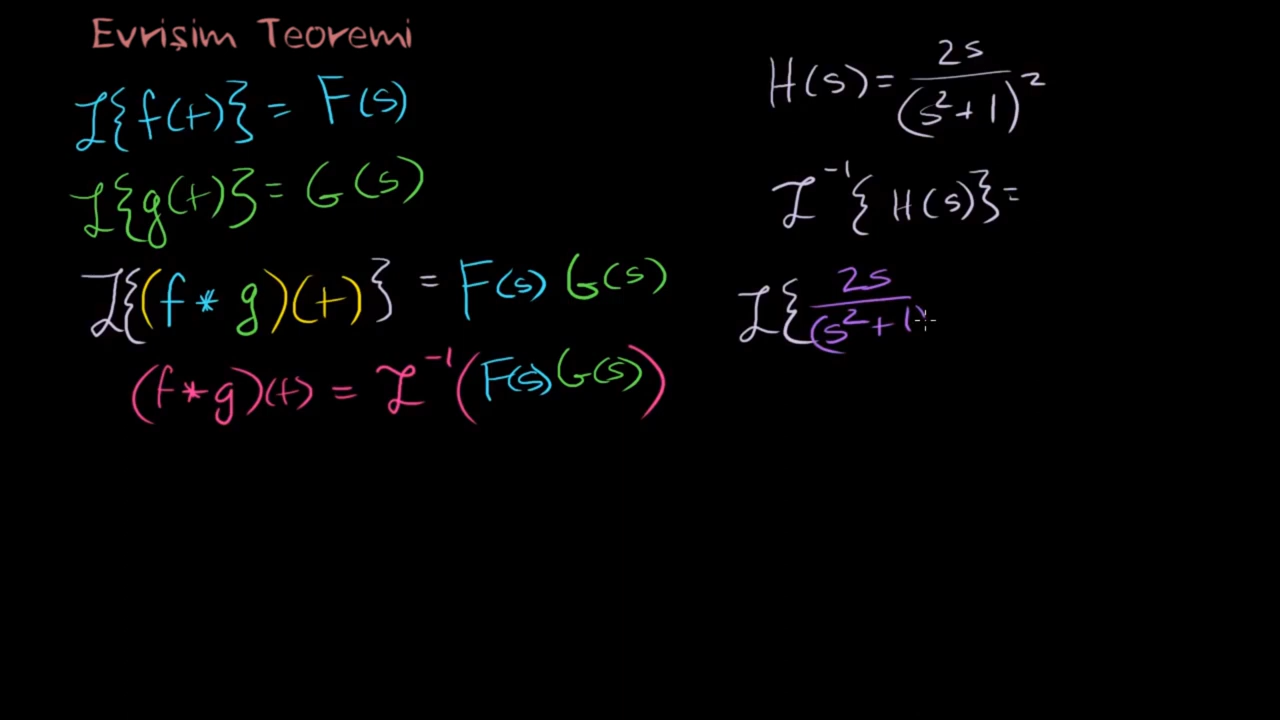 Evrişim Teoremi
ℒ{f(t)} = F(s)
ℒ{g(t)} = G(s)
ℒ{(f * g)(t)} = F(s) G(s)
(f * g)(t) = ℒ⁻¹(F(s) G(s))
H(s) = 2s / (s² + 1)²
ℒ⁻¹{ H(s)} =
ℒ{ 2s / (s² + 1)